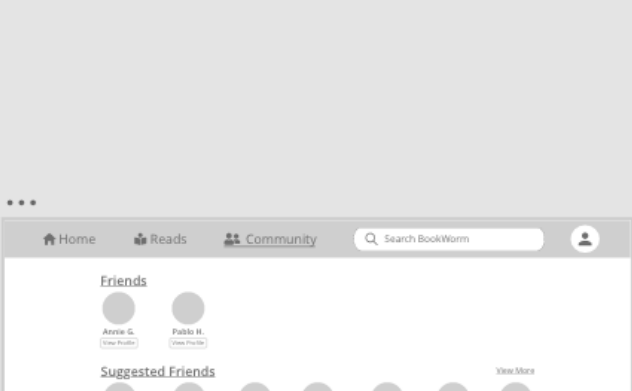 Home Reads Community Search BookWorm
Friends
Annie G. Pablo H.
View Profile View Profile
Suggested Friends View More